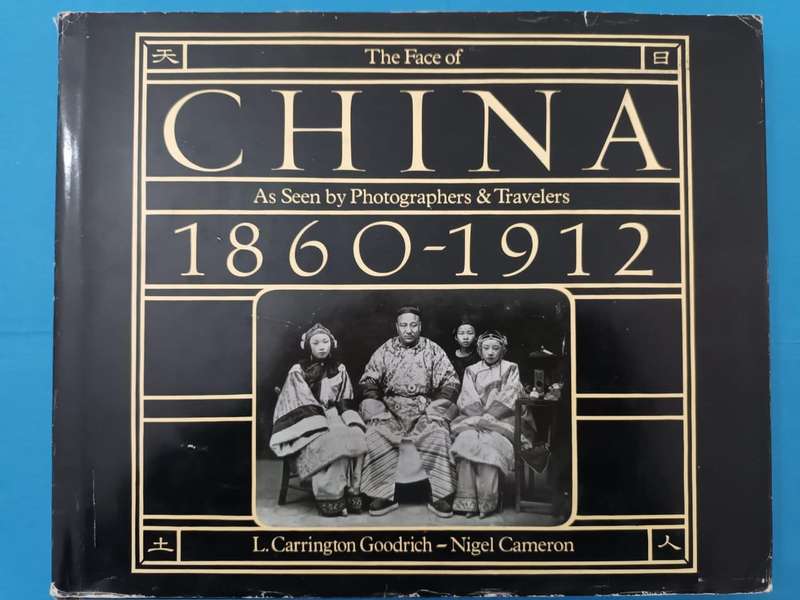 天
The Face of
日
CHINA
As Seen by Photographers & Travelers
1860-1912
土
L. Carrington Goodrich – Nigel Cameron
人